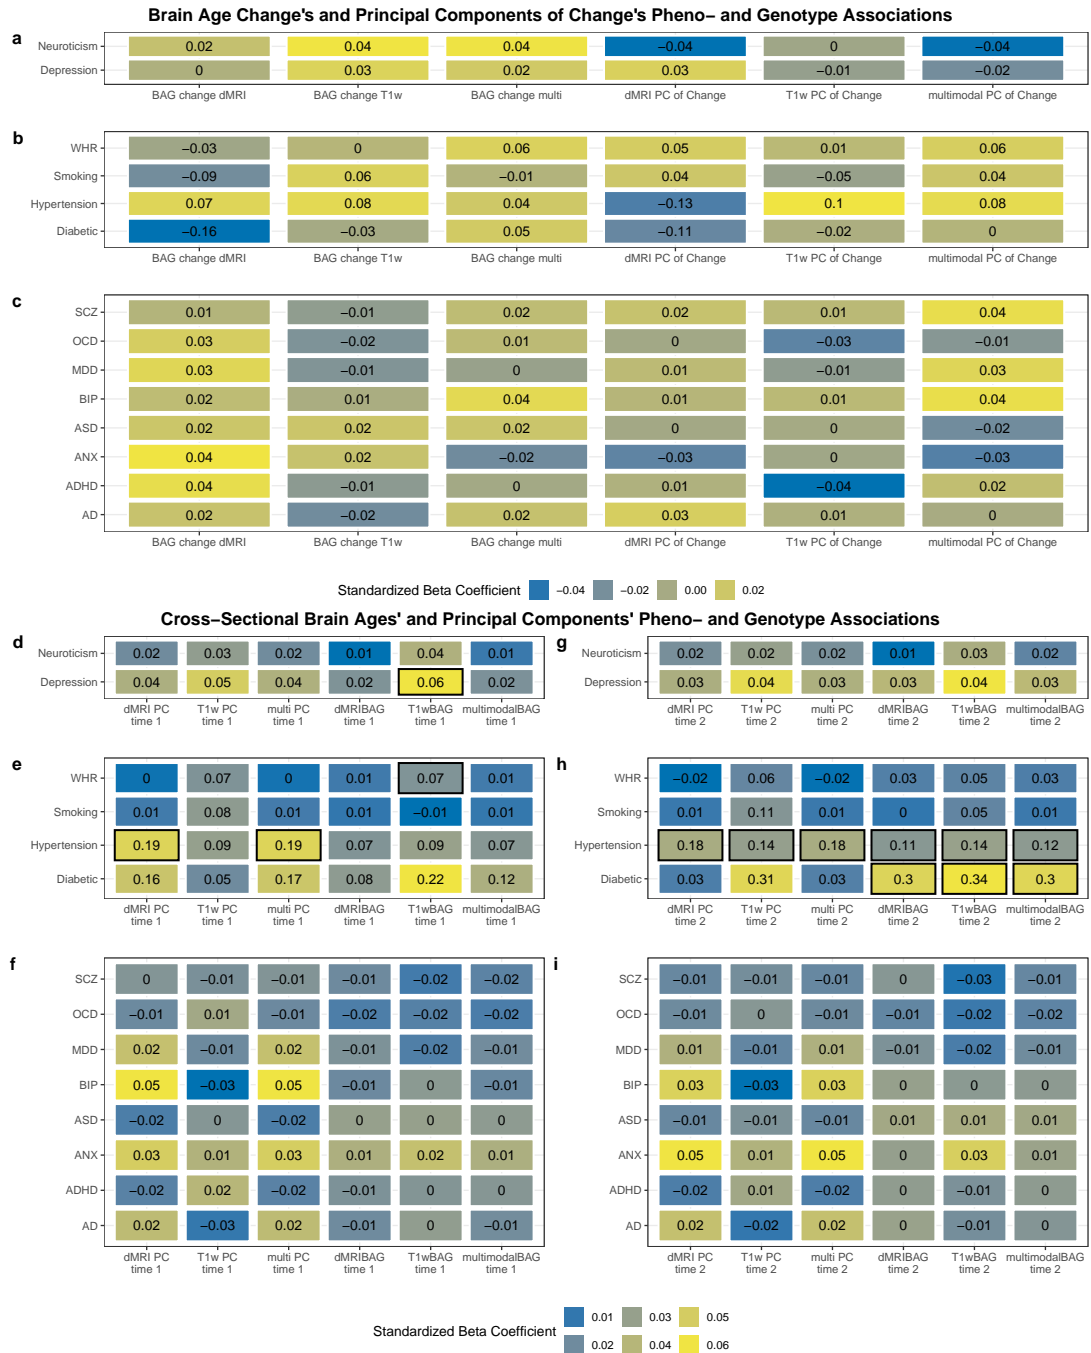 Brain Age Change's and Principal Components of Change's Pheno− and Genotype Associations
a
Neuroticism 0.02 0.04 0.04 −0.04 0 −0.04
Depression 0 0.03 0.02 0.03 −0.01 −0.02
BAG change dMRI BAG change T1w BAG change multi dMRI PC of Change T1w PC of Change multimodal PC of Change
b
WHR −0.03 0 0.06 0.05 0.01 0.06
Smoking −0.09 0.06 −0.01 0.04 −0.05 0.04
Hypertension 0.07 0.08 0.04 −0.13 0.1 0.08
Diabetic −0.16 −0.03 0.05 −0.11 −0.02 0
BAG change dMRI BAG change T1w BAG change multi dMRI PC of Change T1w PC of Change multimodal PC of Change
c
SCZ 0.01 −0.01 0.02 0.02 0.01 0.04
OCD 0.03 −0.02 0.01 0 −0.03 −0.01
MDD 0.03 −0.01 0 0.01 −0.01 0.03
BIP 0.02 0.01 0.04 0.01 0.01 0.04
ASD 0.02 0.02 0.02 0 0 −0.02
ANX 0.04 0.02 −0.02 −0.03 0 −0.03
ADHD 0.04 −0.01 0 0.01 −0.04 0.02
AD 0.02 −0.02 0.02 0.03 0.01 0
BAG change dMRI BAG change T1w BAG change multi dMRI PC of Change T1w PC of Change multimodal PC of Change
Standardized Beta Coefficient −0.04 −0.02 0.00 0.02
Cross−Sectional Brain Ages' and Principal Components' Pheno− and Genotype Associations
d
Neuroticism 0.02 0.03 0.02 0.01 0.04 0.01
Depression 0.04 0.05 0.04 0.02 0.06 0.02
dMRI PC T1w PC multi PC dMRIBAG T1wBAG multimodalBAG
time 1 time 1 time 1 time 1 time 1 time 1
g
Neuroticism 0.02 0.02 0.02 0.01 0.03 0.02
Depression 0.03 0.04 0.03 0.03 0.04 0.03
dMRI PC T1w PC multi PC dMRIBAG T1wBAG multimodalBAG
time 2 time 2 time 2 time 2 time 2 time 2
e
WHR 0 0.07 0 0.01 0.07 0.01
Smoking 0.01 0.08 0.01 0.01 −0.01 0.01
Hypertension 0.19 0.09 0.19 0.07 0.09 0.07
Diabetic 0.16 0.05 0.17 0.08 0.22 0.12
dMRI PC T1w PC multi PC dMRIBAG T1wBAG multimodalBAG
time 1 time 1 time 1 time 1 time 1 time 1
h
WHR −0.02 0.06 −0.02 0.03 0.05 0.03
Smoking 0.01 0.11 0.01 0 0.05 0.01
Hypertension 0.18 0.14 0.18 0.11 0.14 0.12
Diabetic 0.03 0.31 0.03 0.3 0.34 0.3
dMRI PC T1w PC multi PC dMRIBAG T1wBAG multimodalBAG
time 2 time 2 time 2 time 2 time 2 time 2
f
SCZ 0 −0.01 −0.01 −0.01 −0.02 −0.02
OCD −0.01 0.01 −0.01 −0.02 −0.02 −0.02
MDD 0.02 −0.01 0.02 −0.01 −0.02 −0.01
BIP 0.05 −0.03 0.05 −0.01 0 −0.01
ASD −0.02 0 −0.02 0 0 0
ANX 0.03 0.01 0.03 0.01 0.02 0.01
ADHD −0.02 0.02 −0.02 −0.01 0 0
AD 0.02 −0.03 0.02 −0.01 0 −0.01
dMRI PC T1w PC multi PC dMRIBAG T1wBAG multimodalBAG
time 1 time 1 time 1 time 1 time 1 time 1
i
SCZ −0.01 −0.01 −0.01 0 −0.03 −0.01
OCD −0.01 0 −0.01 −0.01 −0.02 −0.02
MDD 0.01 −0.01 0.01 −0.01 −0.02 −0.01
BIP 0.03 −0.03 0.03 0 0 0
ASD −0.01 −0.01 −0.01 0.01 0.01 0.01
ANX 0.05 0.01 0.05 0 0.03 0.01
ADHD −0.02 0.01 −0.02 0 −0.01 0
AD 0.02 −0.02 0.02 0 −0.01 0
dMRI PC T1w PC multi PC dMRIBAG T1wBAG multimodalBAG
time 2 time 2 time 2 time 2 time 2 time 2
Standardized Beta Coefficient
0.01 0.03 0.05
0.02 0.04 0.06